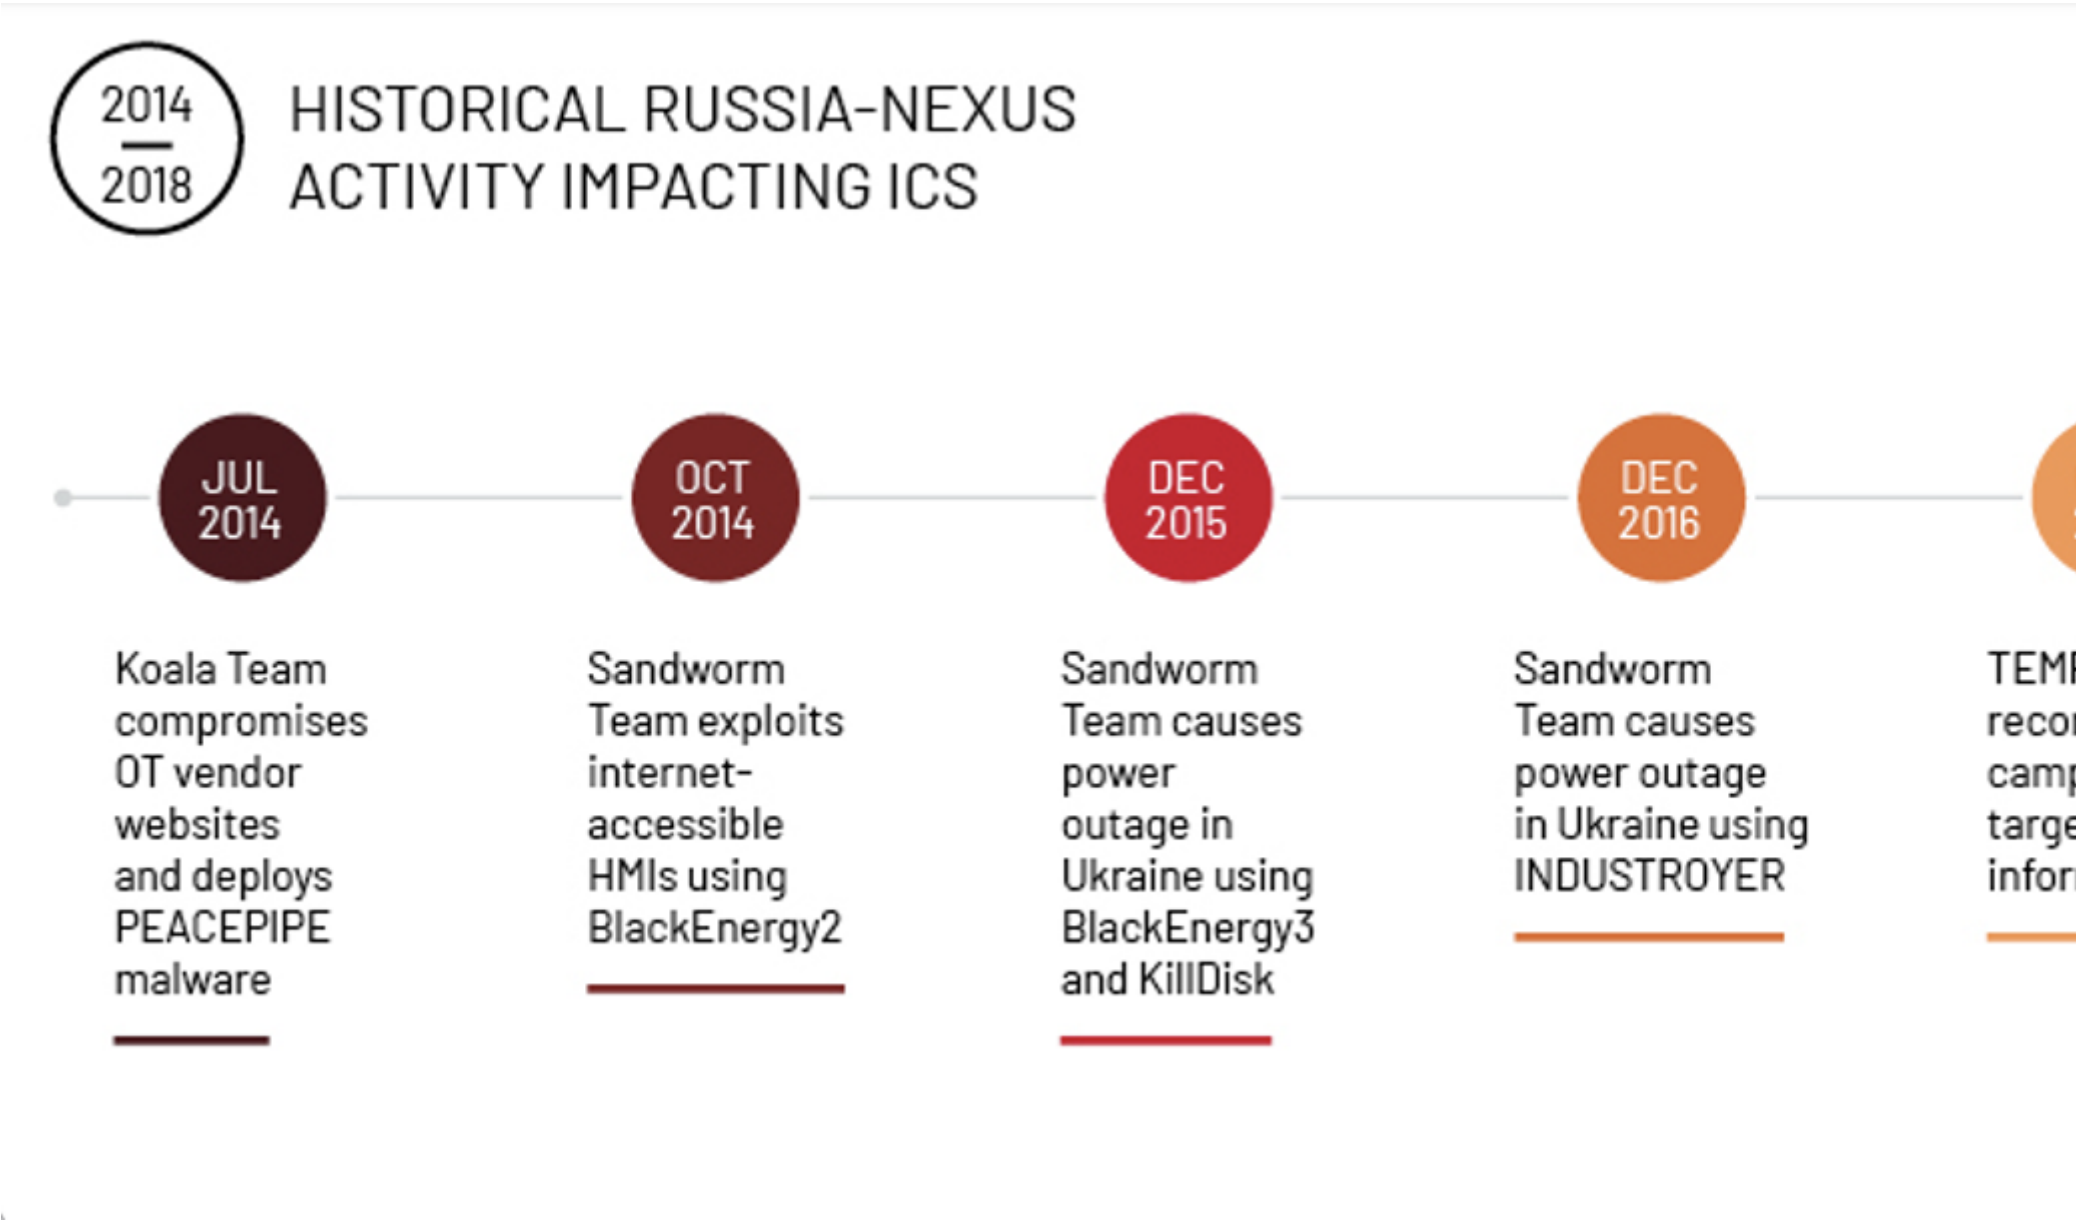 2014
2018
HISTORICAL RUSSIA-NEXUS
ACTIVITY IMPACTING ICS
JUL
2014
Koala Team
compromises
OT vendor
websites
and deploys
PEACEPIPE
malware
OCT
2014
Sandworm
Team exploits
internet-
accessible
HMIs using
BlackEnergy2
DEC
2015
Sandworm
Team causes
power
outage in
Ukraine using
BlackEnergy3
and KillDisk
DEC
2016
Sandworm
Team causes
power outage
in Ukraine using
INDUSTROYER